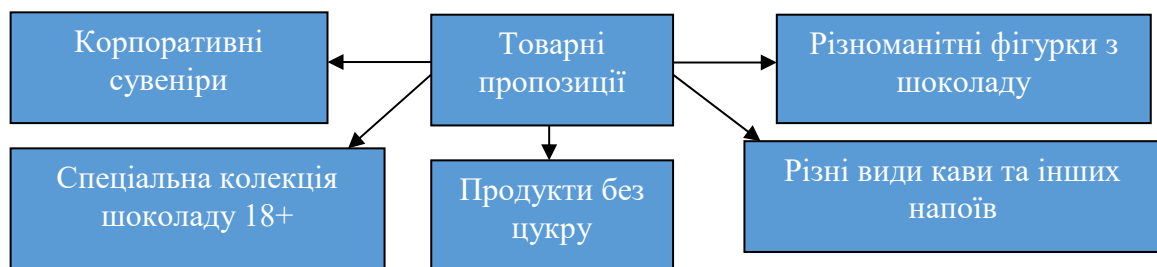 Корпоративні
сувеніри
Товарні
пропозиції
Різноманітні фігурки з
шоколаду
Спеціальна колекція
шоколаду 18+
Продукти без
цукру
Різні види кави та інших
напоїв